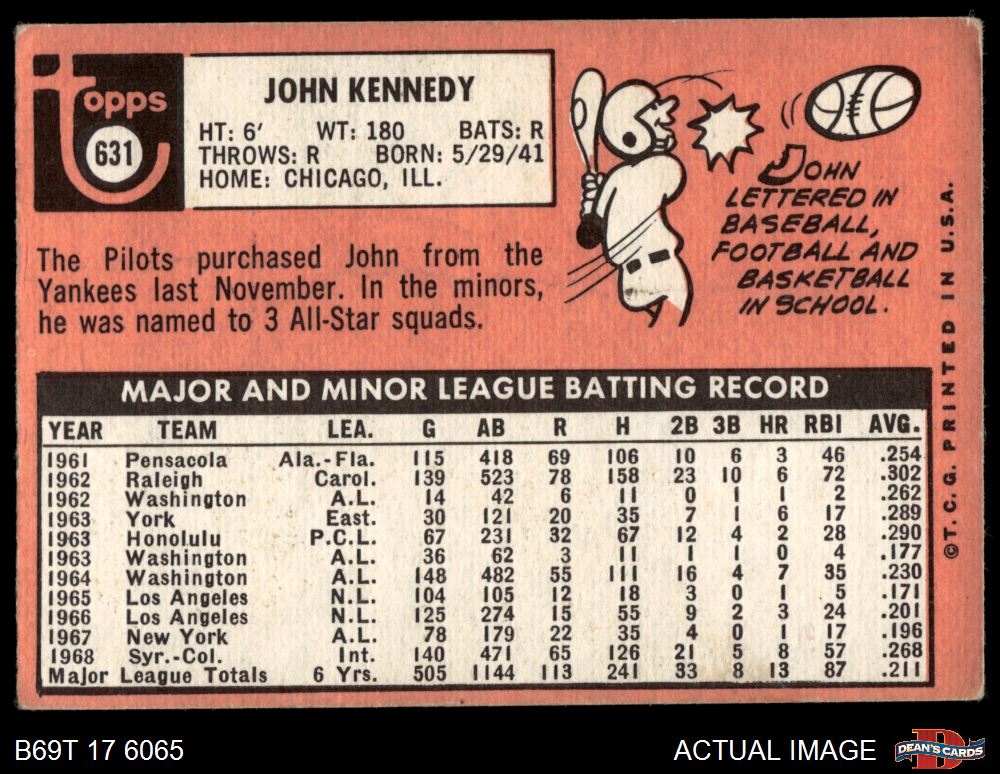 Topps
631
JOHN KENNEDY
HT: 6' WT: 180 BATS: R
THROWS: R BORN: 5/29/41
HOME: CHICAGO, ILL.
The Pilots purchased John from the
Yankees last November. In the minors,
he was named to 3 All-Star squads.
JOHN
LETTERED IN
BASEBALL,
FOOTBALL AND
BASKETBALL
IN SCHOOL.
©T.C.G. PRINTED IN U.S.A.
MAJOR AND MINOR LEAGUE BATTING RECORD
YEAR TEAM LEA. G AB R H 2B 3B HR RBI AVG.
1961 Pensacola Ala.-Fla. 115 418 69 106 10 6 3 46 .254
1962 Raleigh Carol. 139 523 78 158 23 10 6 72 .302
1962 Washington A.L. 14 42 6 11 0 1 1 2 .262
1963 York East. 30 121 20 35 7 1 6 17 .289
1963 Honolulu P.C.L. 67 231 32 67 12 4 2 28 .290
1963 Washington A.L. 36 62 3 11 1 1 0 4 .177
1964 Washington A.L. 148 482 55 111 16 4 7 35 .230
1965 Los Angeles N.L. 104 105 12 18 3 0 1 5 .171
1966 Los Angeles N.L. 125 274 15 55 9 2 3 24 .201
1967 New York A.L. 78 179 22 35 4 0 1 17 .196
1968 Syr.-Col. Int. 140 471 65 126 21 5 8 57 .268
Major League Totals 6 Yrs. 505 1144 113 241 33 8 13 87 .211
B69T 17 6065
ACTUAL IMAGE
DEAN'S CARDS